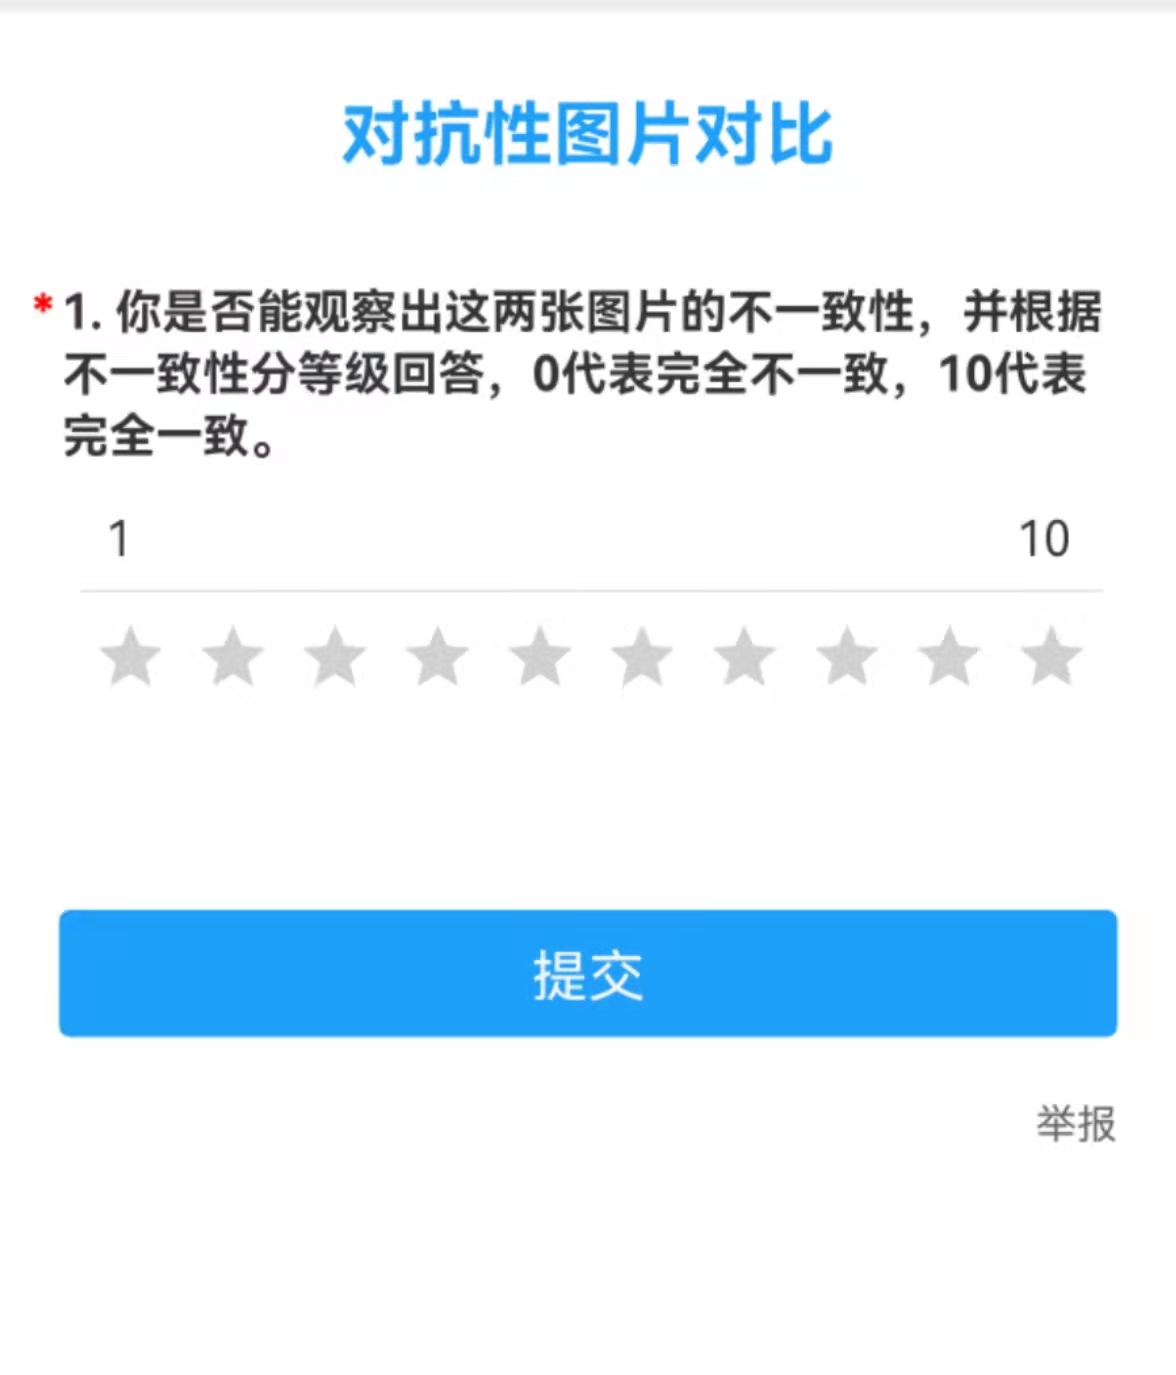 对抗性图片对比
* 1. 你是否能观察出这两张图片的不一致性，并根据
不一致性分等级回答，0代表完全不一致，10代表
完全一致。
1 10
提交
举报